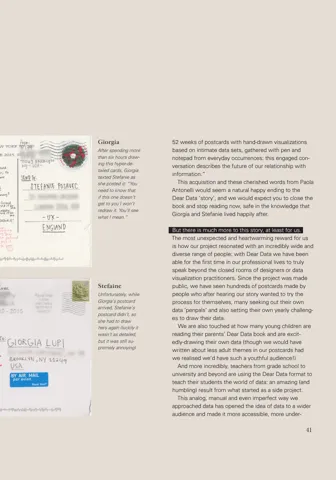 SEND TO:
STEFANIE POSAVEC
- UK -
ENGLAND
GIORGIA LUPI
BROOKLYN, NY
USA
BY AIR MAIL
Giorgia
After spending more
than six hours draw-
ing this hyperde-
tailed cards, Giorgia
texted Stefanie as
she posted it: "You
need to know that
if this one doesn't
get to you I won't
redraw it. You'll see
what I mean."
Stefanie
Unfortunately, while
Giorgia's postcard
arrived, Stefanie's
postcard didn't, so
she had to draw
hers again (luckily it
wasn't as detailed,
but it was still su-
premely annoying)
52 weeks of postcards with hand-drawn visualizations
based on intimate data sets, gathered with pen and
notepad from everyday occurrences: this engaged con-
versation describes the future of our relationship with
information."
This acquisition and these cherished words from Paola
Antonelli would seem a natural happy ending to the
Dear Data 'story', and we would expect you to close the
book and stop reading now, safe in the knowledge that
Giorgia and Stefanie lived happily after.
But there is much more to this story, at least for us.
The most unexpected and heartwarming reward for us
is how our project resonated with an incredibly wide and
diverse range of people; with Dear Data we have been
able for the first time in our professional lives to truly
speak beyond the closed rooms of designers or data
visualization practitioners. Since the project was made
public, we have seen hundreds of postcards made by
people who after hearing our story wanted to try the
process for themselves, many seeking out their own
data 'penpals' and also setting their own yearly challeng-
es to draw their data.
We are also touched at how many young children are
reading their parents' Dear Data book and are excit-
edly-drawing their own data (though we would have
written about less adult themes in our postcards had
we realised we'd have such a youthful audience!)
And more incredibly, teachers from grade school to
university and beyond are using the Dear Data format to
teach their students the world of data: an amazing (and
humbling) result from what started as a side project.
This analog, manual and even imperfect way we
approached data has opened the idea of data to a wider
audience and made it more accessible, more under-
41